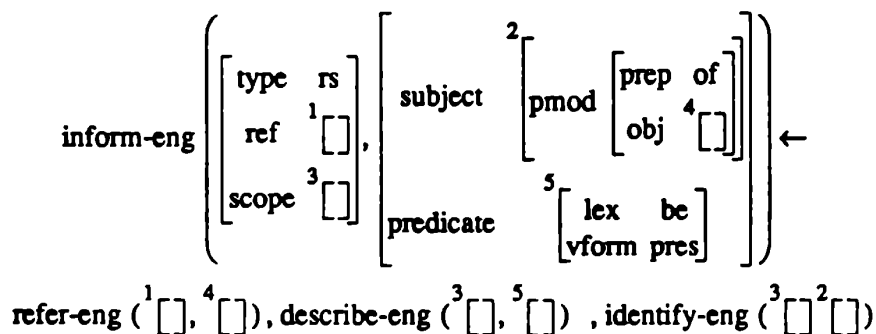 2
type rs prep of
subject pmod
1 4
ref [] obj []
inform-eng ( , ) ←
3 5
scope [] lex be
predicate
vform pres
refer-eng (1[], 4[]), describe-eng (3[], 5[]) , identify-eng (3[]2[])